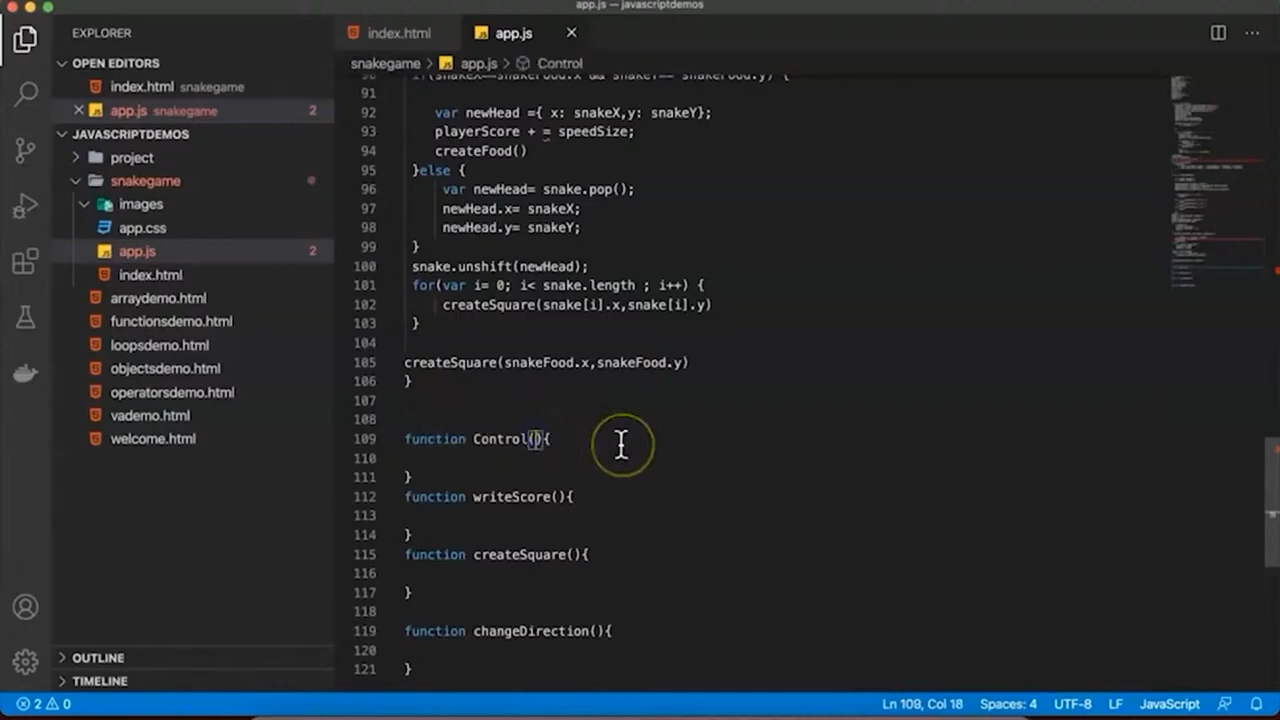 app.js — javascriptdemos
EXPLORER
index.html
app.js
OPEN EDITORS
snakegame > app.js > Control
index.html snakegame
app.js snakegame 2
JAVASCRIPTDEMOS
project
snakegame
images
app.css
app.js 2
index.html
arraydemo.html
functionsdemo.html
loopsdemo.html
objectsdemo.html
operatorsdemo.html
vademo.html
welcome.html
OUTLINE
TIMELINE
91
92 var newHead ={ x: snakeX,y: snakeY};
93 playerScore + = speedSize;
94 createFood()
95 }else {
96 var newHead= snake.pop();
97 newHead.x= snakeX;
98 newHead.y= snakeY;
99 }
100 snake.unshift(newHead);
101 for(var i= 0; i< snake.length ; i++) {
102 createSquare(snake[i].x,snake[i].y)
103 }
104
105 createSquare(snakeFood.x,snakeFood.y)
106 }
107
108
109 function Control(){
110
111 }
112 function writeScore(){
113
114 }
115 function createSquare(){
116
117 }
118
119 function changeDirection(){
120
121 }
2 0
Ln 109, Col 18 Spaces: 4 UTF-8 LF JavaScript